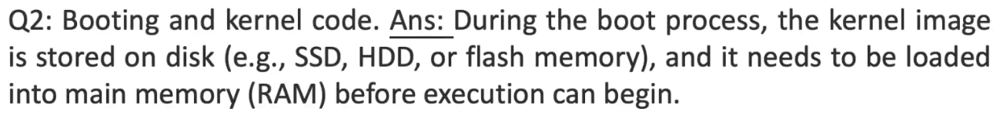 Q2: Booting and kernel code. Ans: During the boot process, the kernel image
is stored on disk (e.g., SSD, HDD, or flash memory), and it needs to be loaded
into main memory (RAM) before execution can begin.